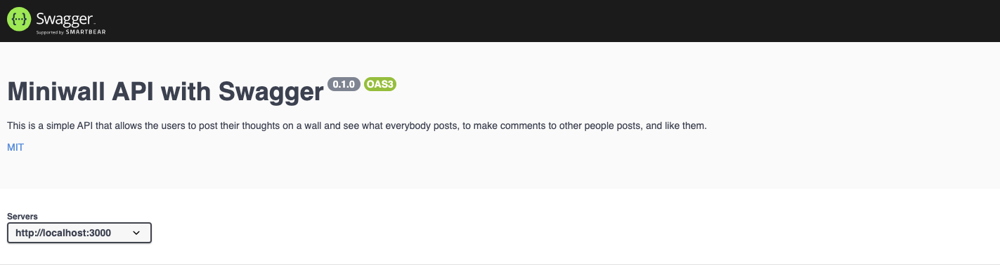 {··} Swagger
Supported by SMARTBEAR
Miniwall API with Swagger 0.1.0 OAS3
This is a simple API that allows the users to post their thoughts on a wall and see what everybody posts, to make comments to other people posts, and like them.
MIT
Servers
http://localhost:3000